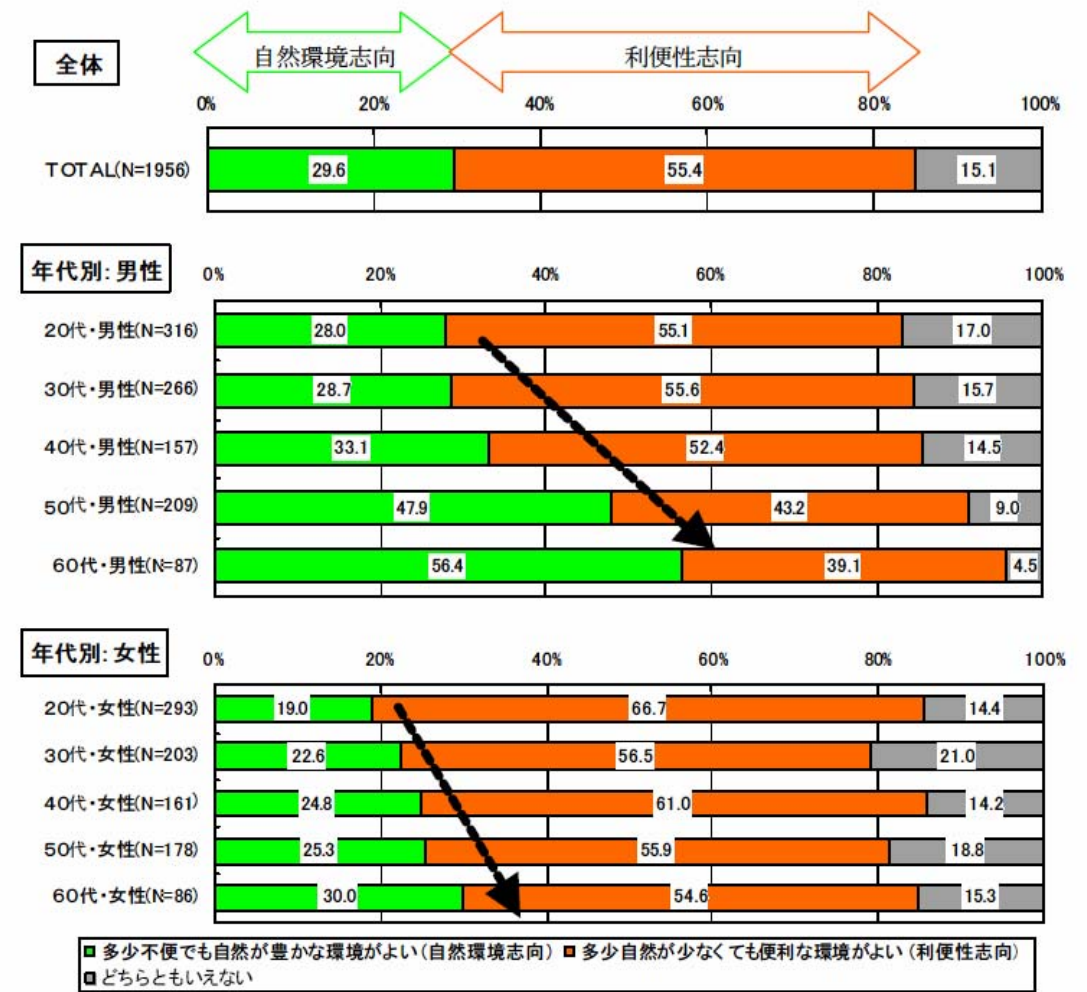 自然環境志向 利便性志向
全体
0% 20% 40% 60% 80% 100%
TOTAL(N=1956) 29.6 55.4 15.1
年代別:男性 0% 20% 40% 60% 80% 100%
20代・男性(N=316) 28.0 55.1 17.0
30代・男性(N=266) 28.7 55.6 15.7
40代・男性(N=157) 33.1 52.4 14.5
50代・男性(N=209) 47.9 43.2 9.0
60代・男性(N=87) 56.4 39.1 4.5
年代別:女性 0% 20% 40% 60% 80% 100%
20代・女性(N=293) 19.0 66.7 14.4
30代・女性(N=203) 22.6 56.5 21.0
40代・女性(N=161) 24.8 61.0 14.2
50代・女性(N=178) 25.3 55.9 18.8
60代・女性(N=86) 30.0 54.6 15.3
多少不便でも自然が豊かな環境がよい(自然環境志向) 多少自然が少なくても便利な環境がよい(利便性志向)
どちらともいえない